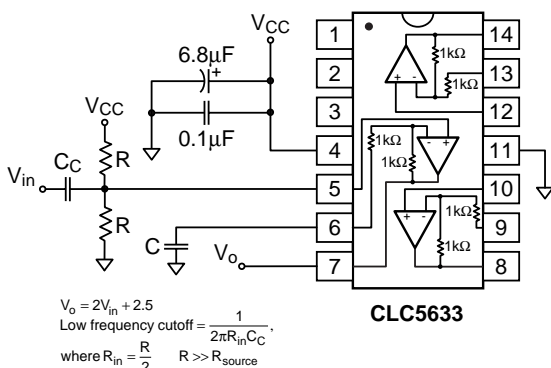 VCC
6.8µF
+
VCC
0.1µF
R
Vin
CC
R
C
Vo
1
2
3
4
5
6
7
14
13
12
11
10
9
8
1kΩ
1kΩ
+ -
1kΩ
- +
1kΩ
+ -
1kΩ
1kΩ
CLC5633
Vo = 2Vin + 2.5
Low frequency cutoff = 1 / 2πRinCC ,
where Rin = R / 2 R >> Rsource